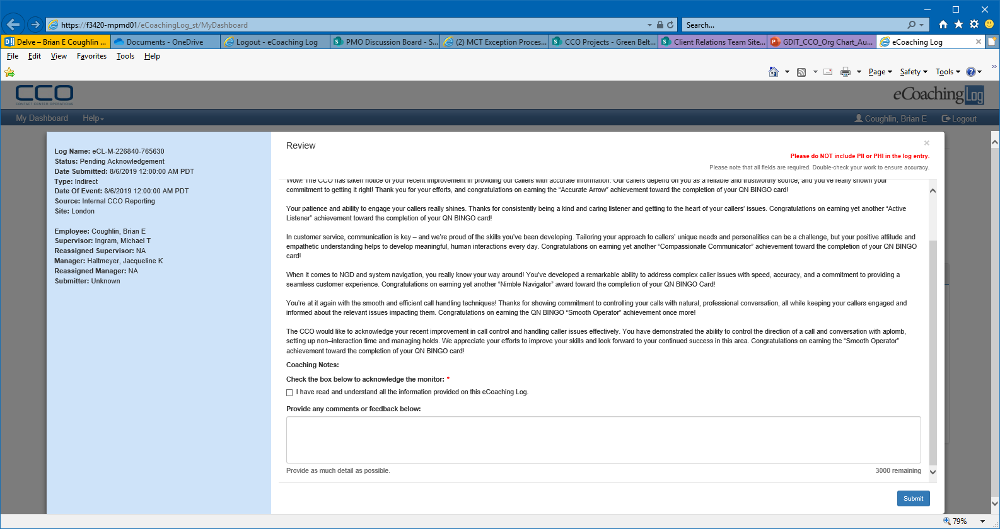 https://f3420-mpmd01/eCoachingLog_st/MyDashboard
Search...
Delve – Brian E Coughlin ...
Documents - OneDrive
Logout - eCoaching Log
PMO Discussion Board - S...
(2) MCT Exception Proces...
CCO Projects - Green Belt...
Client Relations Team Site...
GDIT_CCO_Org Chart_Au...
eCoaching Log
File Edit View Favorites Tools Help
Page Safety Tools
CCO
CONTACT CENTER OPERATIONS
eCoachingLog
My Dashboard Help
Coughlin, Brian E Logout
Log Name: eCL-M-226840-765630
Status: Pending Acknowledgement
Date Submitted: 8/6/2019 12:00:00 AM PDT
Type: Indirect
Date Of Event: 8/6/2019 12:00:00 AM PDT
Source: Internal CCO Reporting
Site: London
Employee: Coughlin, Brian E
Supervisor: Ingram, Michael T
Reassigned Supervisor: NA
Manager: Haltmeyer, Jacqueline K
Reassigned Manager: NA
Submitter: Unknown
Review
Please do NOT include PII or PHI in the log entry.
Please note that all fields are required. Double-check your work to ensure accuracy.
Wow! The CCO has taken notice of your recent improvement in providing our callers with accurate information. Our callers depend on you as a reliable and trustworthy source, and you've really shown your
commitment to getting it right! Thank you for your efforts, and congratulations on earning the “Accurate Arrow” achievement toward the completion of your QN BINGO card!
Your patience and ability to engage your callers really shines. Thanks for consistently being a kind and caring listener and getting to the heart of your callers’ issues. Congratulations on earning yet another “Active
Listener” achievement toward the completion of your QN BINGO card!
In customer service, communication is key – and we’re proud of the skills you’ve been developing. Tailoring your approach to callers’ unique needs and personalities can be a challenge, but your positive attitude and
empathetic understanding helps to develop meaningful, human interactions every day. Congratulations on earning yet another “Compassionate Communicator” achievement toward the completion of your QN BINGO
card!
When it comes to NGD and system navigation, you really know your way around! You’ve developed a remarkable ability to address complex caller issues with speed, accuracy, and a commitment to providing a
seamless customer experience. Congratulations on earning yet another “Nimble Navigator” award toward the completion of your QN BINGO Card!
You’re at it again with the smooth and efficient call handling techniques! Thanks for showing commitment to controlling your calls with natural, professional conversation, all while keeping your callers engaged and
informed about the relevant issues impacting them. Congratulations on earning the QN BINGO “Smooth Operator” achievement once more!
The CCO would like to acknowledge your recent improvement in call control and handling caller issues effectively. You have demonstrated the ability to control the direction of a call and conversation with aplomb,
setting up non–interaction time and managing holds. We appreciate your efforts to improve your skills and look forward to your continued success in this area. Congratulations on earning the “Smooth Operator”
achievement toward the completion of your QN BINGO card!
Coaching Notes:
Check the box below to acknowledge the monitor: *
I have read and understand all the information provided on this eCoaching Log.
Provide any comments or feedback below:
Provide as much detail as possible.
3000 remaining
Submit
79%